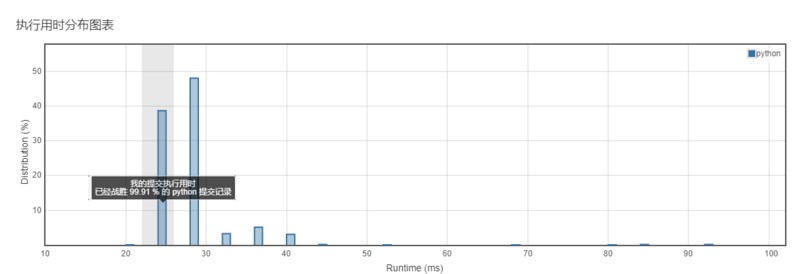 执行用时分布图表
python
50
40
30
20
10
Distribution (%)
我的提交执行用时
已经战胜 99.91 % 的 python 提交记录
10 20 30 40 50 60 70 80 90 100
Runtime (ms)